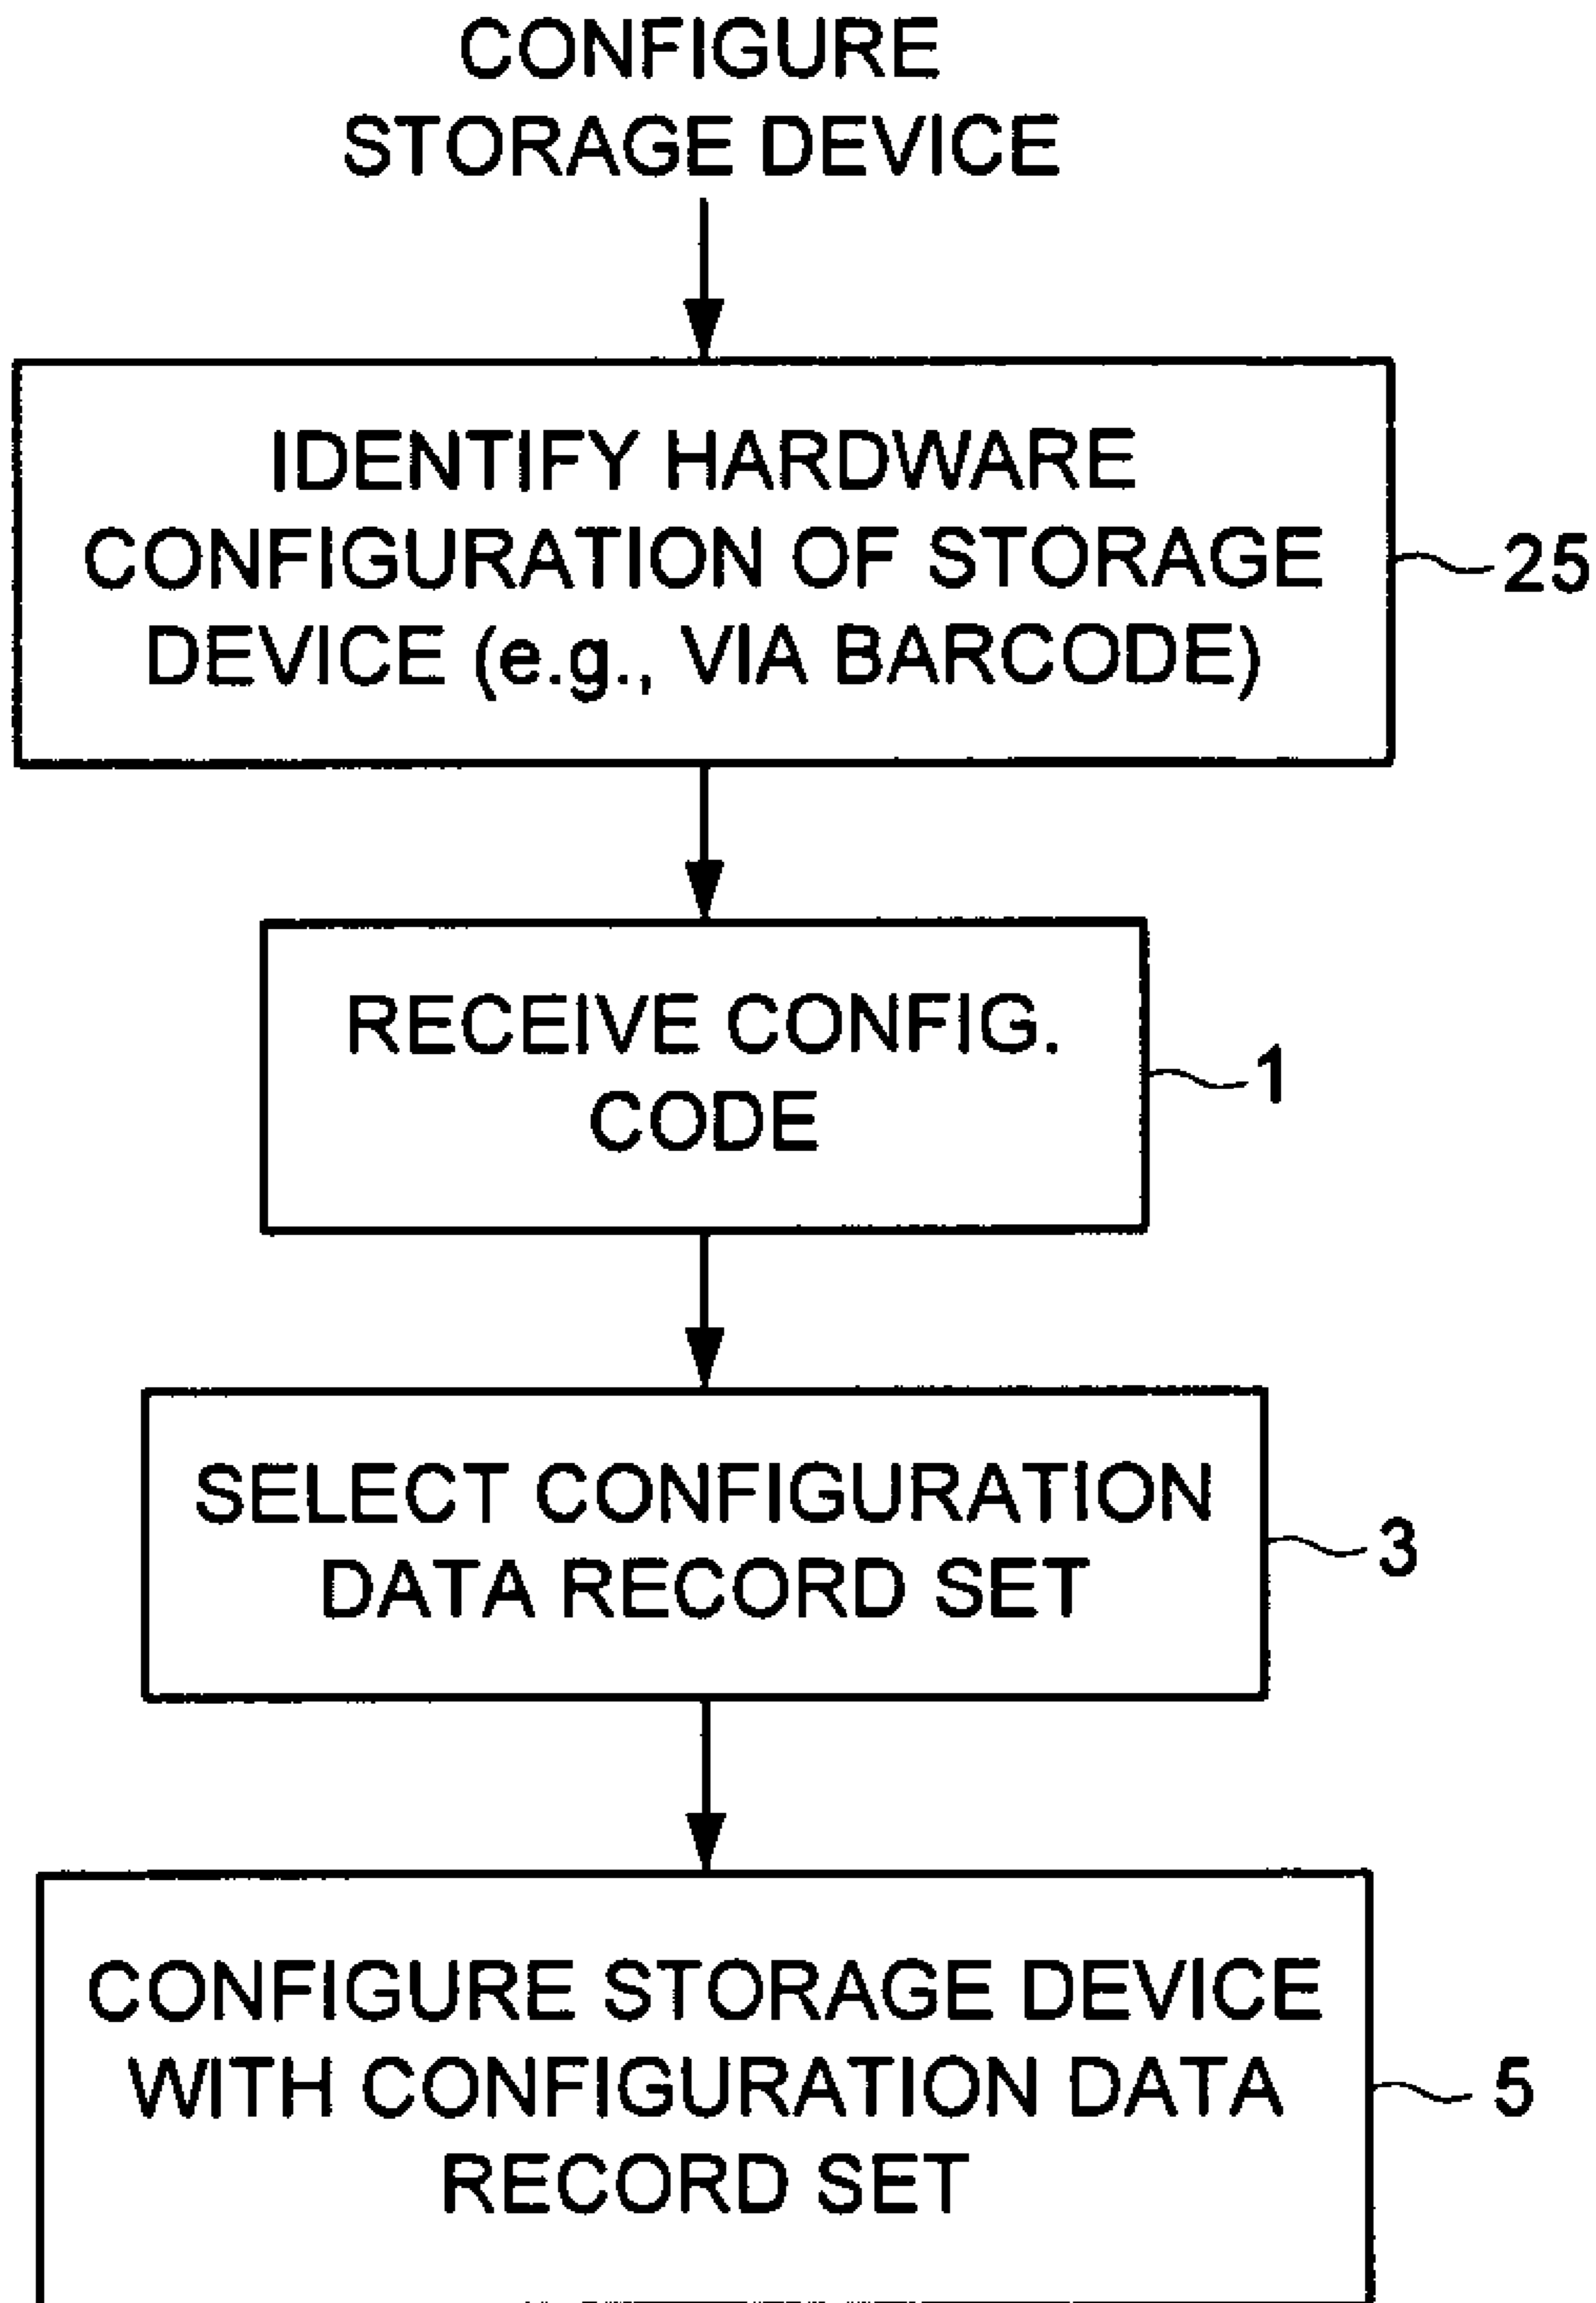 CONFIGURE
STORAGE DEVICE
IDENTIFY HARDWARE
CONFIGURATION OF STORAGE
DEVICE (e.g., VIA BARCODE)
25
RECEIVE CONFIG.
CODE
1
SELECT CONFIGURATION
DATA RECORD SET
3
CONFIGURE STORAGE DEVICE
WITH CONFIGURATION DATA
RECORD SET
5